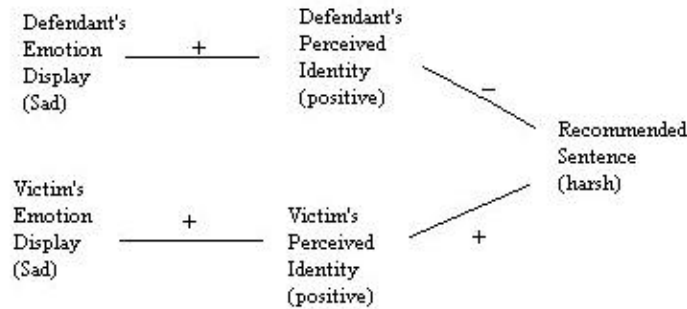 Defendant's
Emotion
Display
(Sad)
+
Defendant's
Perceived
Identity
(positive)
–
Recommended
Sentence
(harsh)
Victim's
Emotion
Display
(Sad)
+
Victim's
Perceived
Identity
(positive)
+